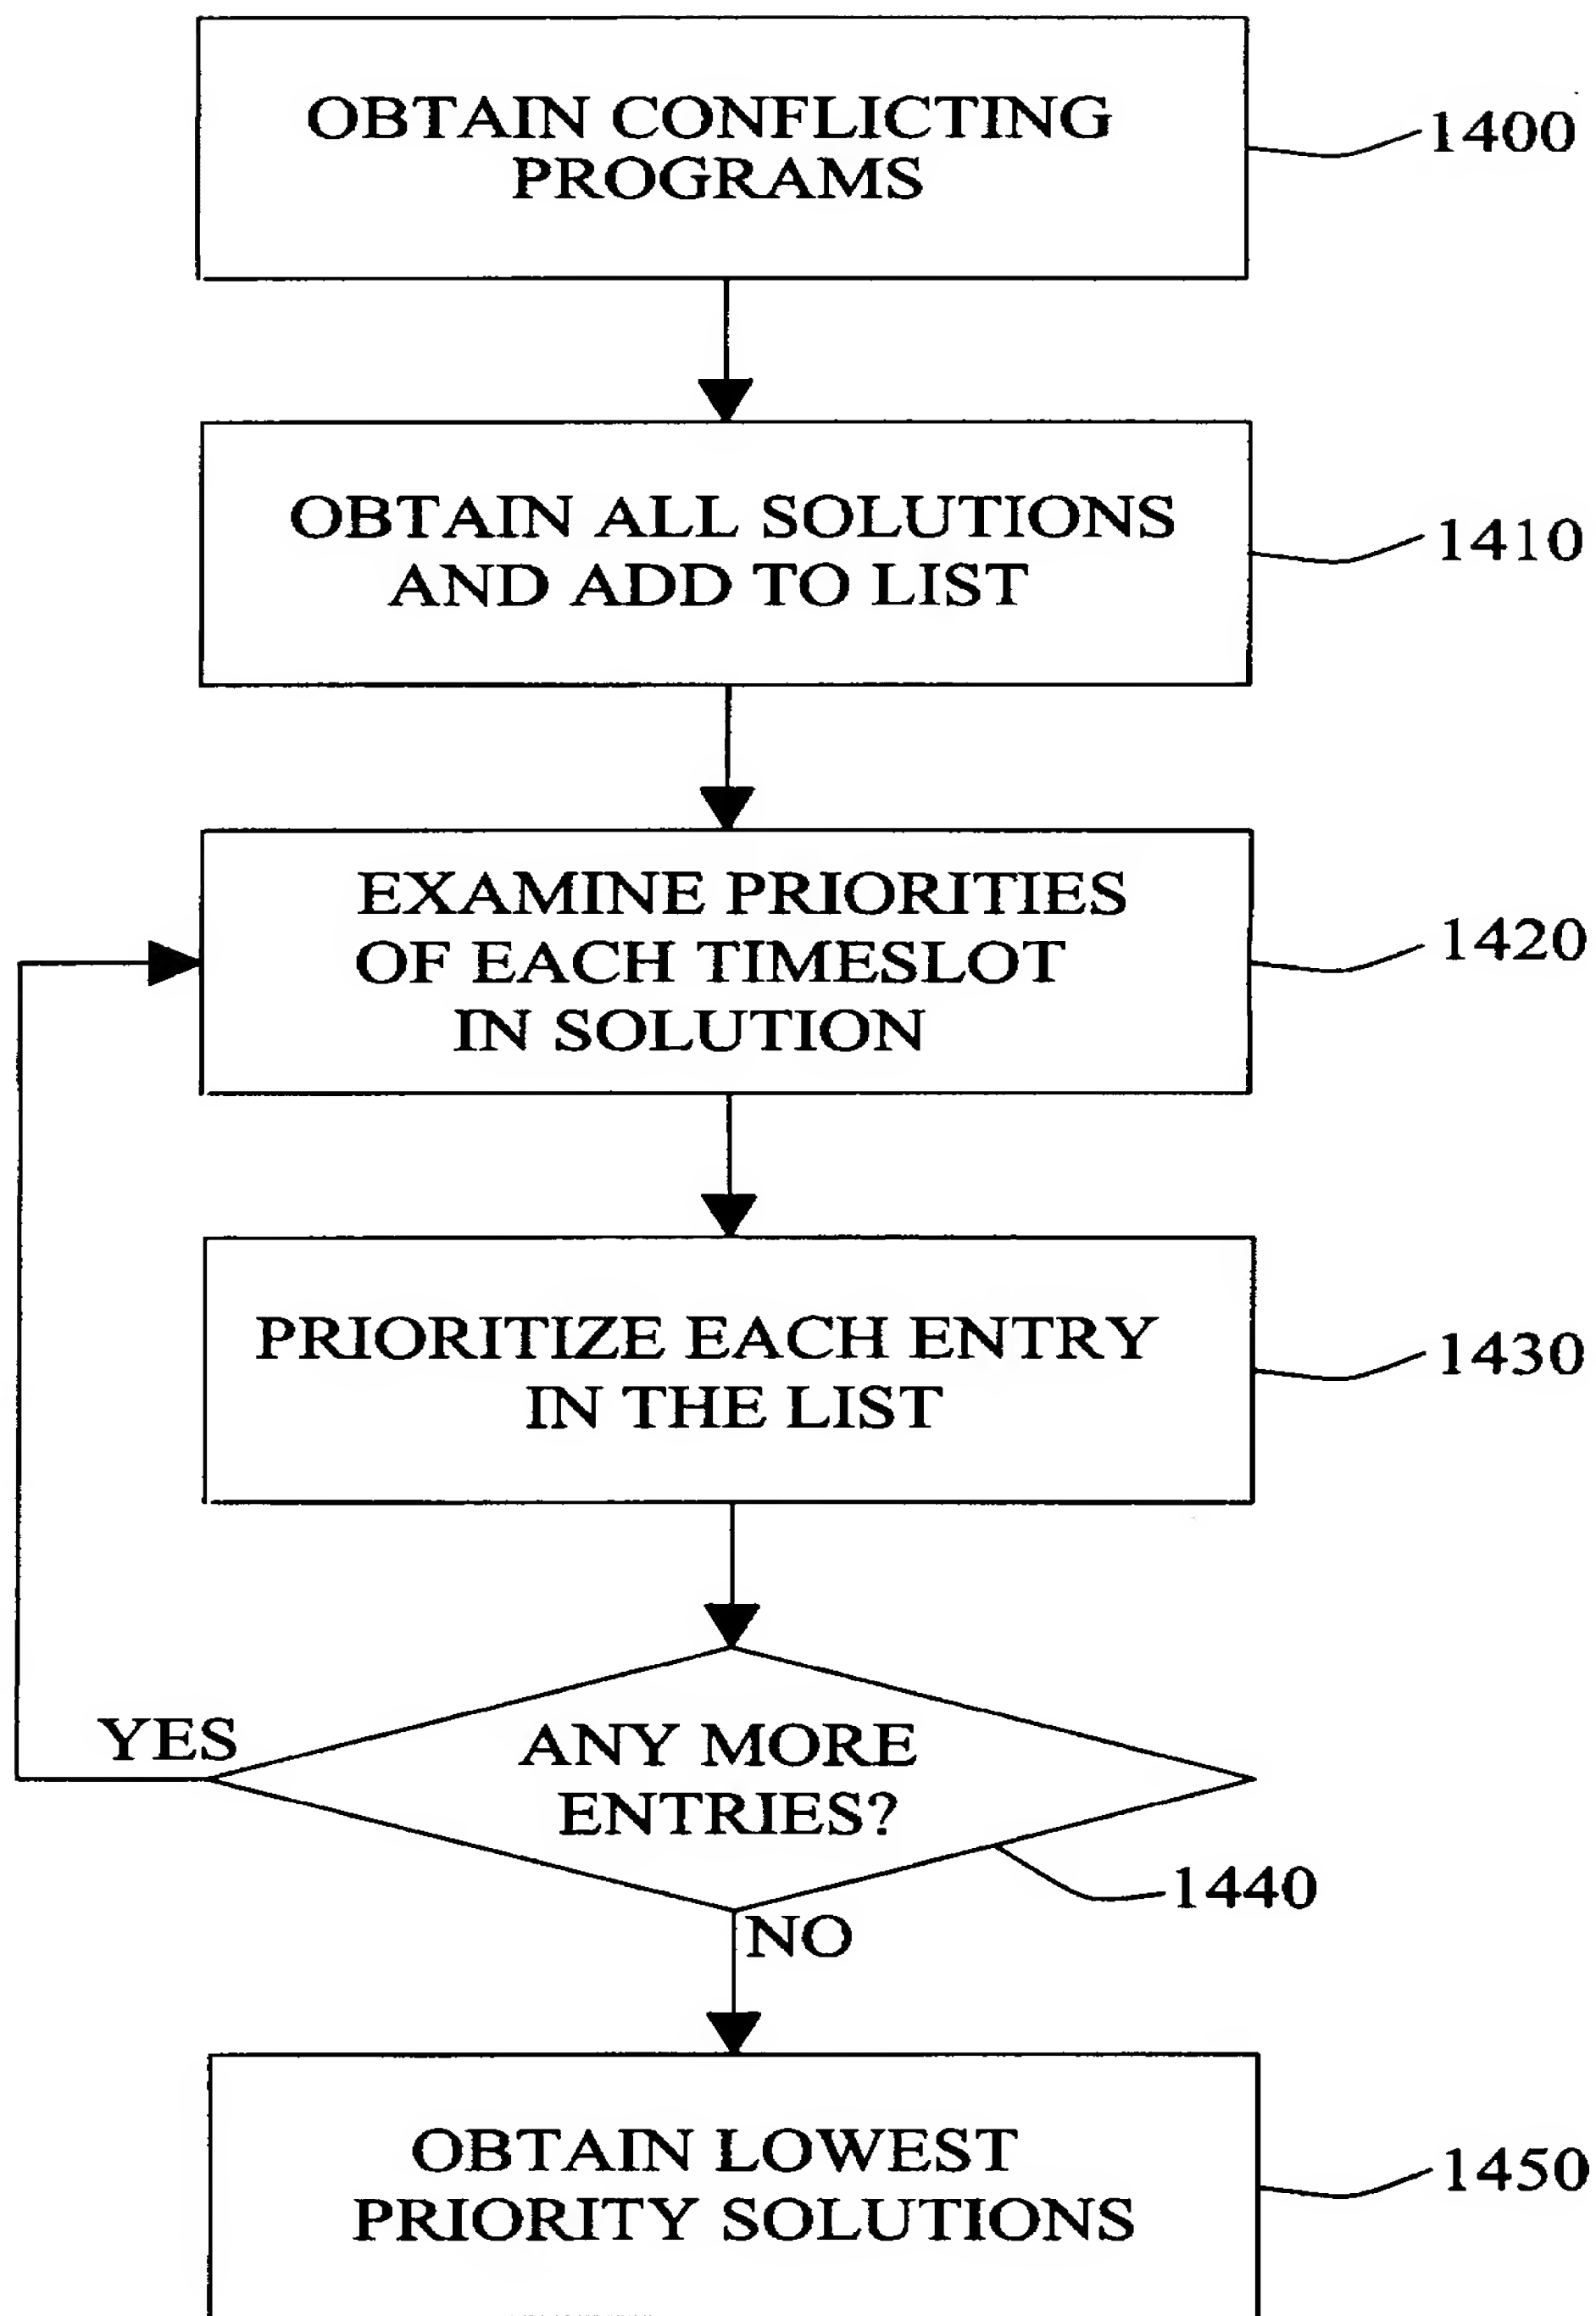 OBTAIN CONFLICTING
PROGRAMS
1400
OBTAIN ALL SOLUTIONS
AND ADD TO LIST
1410
EXAMINE PRIORITIES
OF EACH TIMESLOT
IN SOLUTION
1420
PRIORITIZE EACH ENTRY
IN THE LIST
1430
YES
ANY MORE
ENTRIES?
1440
NO
OBTAIN LOWEST
PRIORITY SOLUTIONS
1450